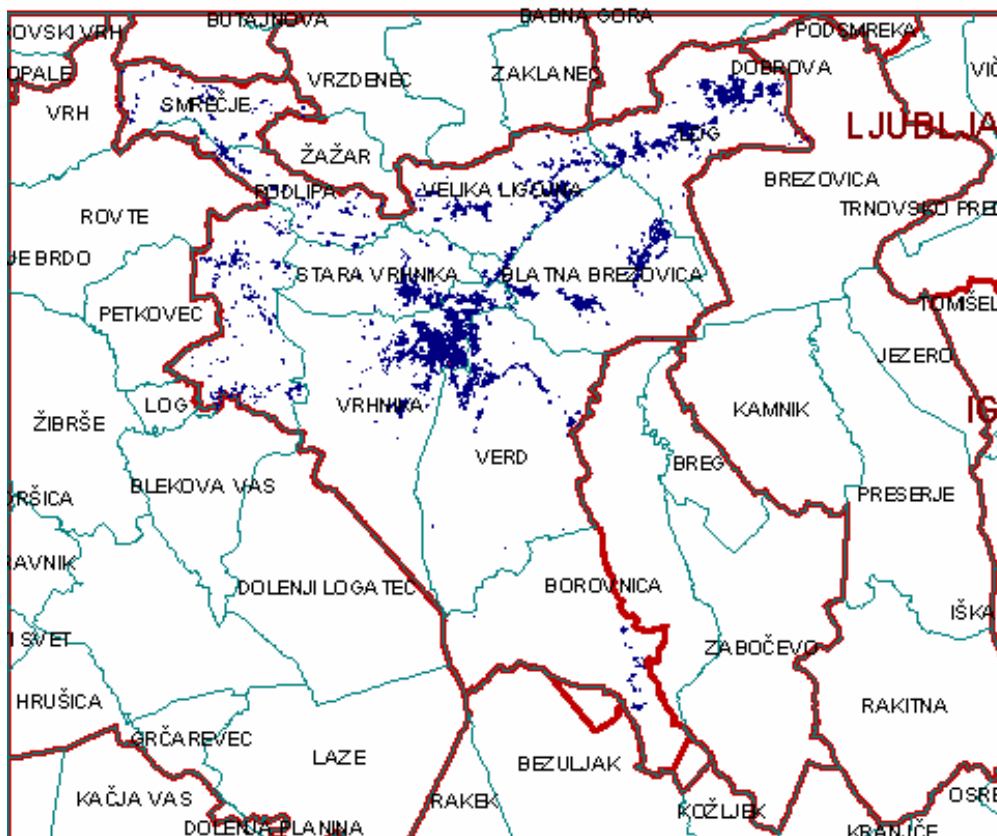 BUTAJNOVA
BABNA GORA
OVSKI VRH
PODSMREKA
VRZDENEC
ZAKLANEC
DOBROVA
OPALE
VRH
SMREČJE
LJUBLJA
ŽAŽAR
BREZOVICA
PODLIPA
VELIKA LIGOJNA
ROVTE
TRNOVSKO PRE
JE BRDO
STARA VRHNIKA
BLATNA BREZOVICA
PETKOVEC
TOMIŠEL
JEZERO
LOG
VRHNIKA
KAMNIK
IG
ŽIBRŠE
VERD
BREG
BLEKOVA VAS
PRESERJE
RAVNIK
DOLENJI LOGATEC
BOROVNICA
IŠKA
I SVET
ZABOČEVO
HRUŠICA
RAKITNA
GRČAREVEC
LAZE
BEZULJAK
KAČJA VAS
RAKEK
KOŽLJEK
OSRE
DOLENJA PLANINA
KRANJČE